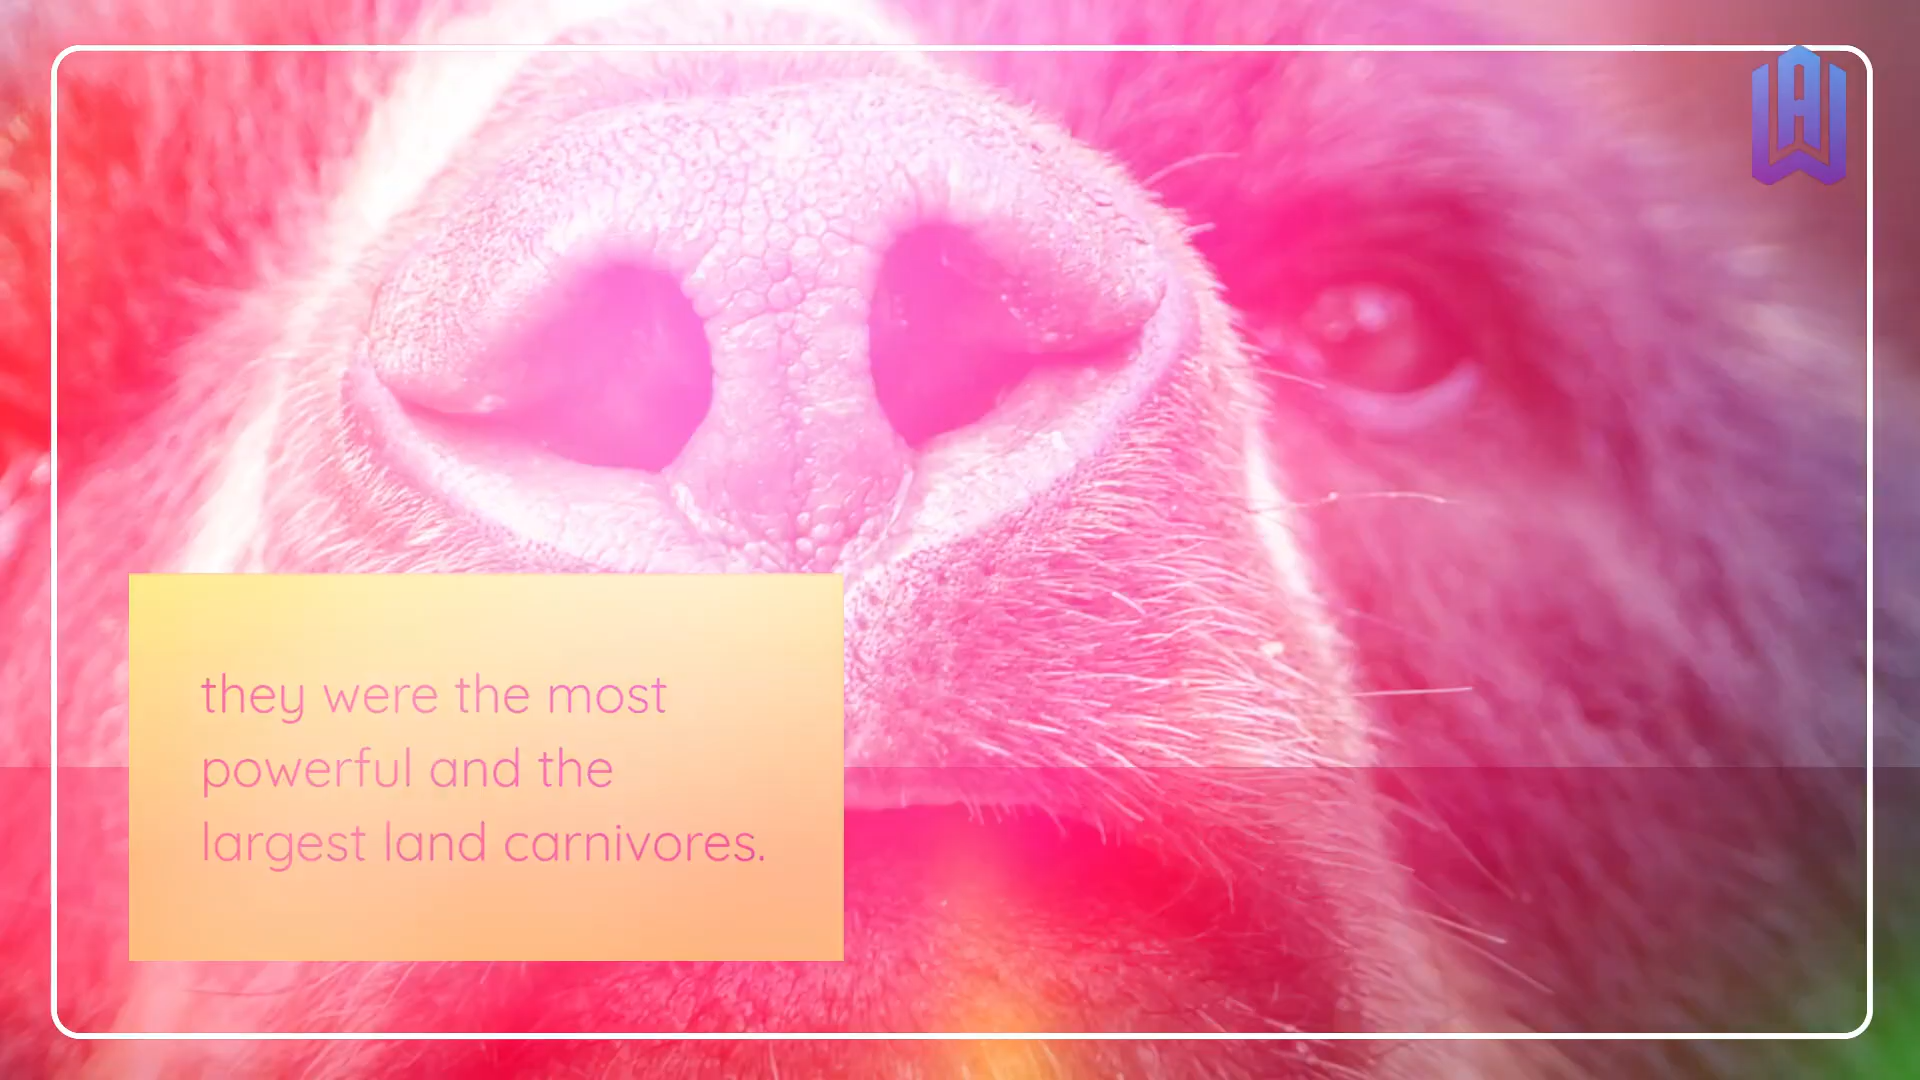 they were the most
powerful and the
largest land carnivores.